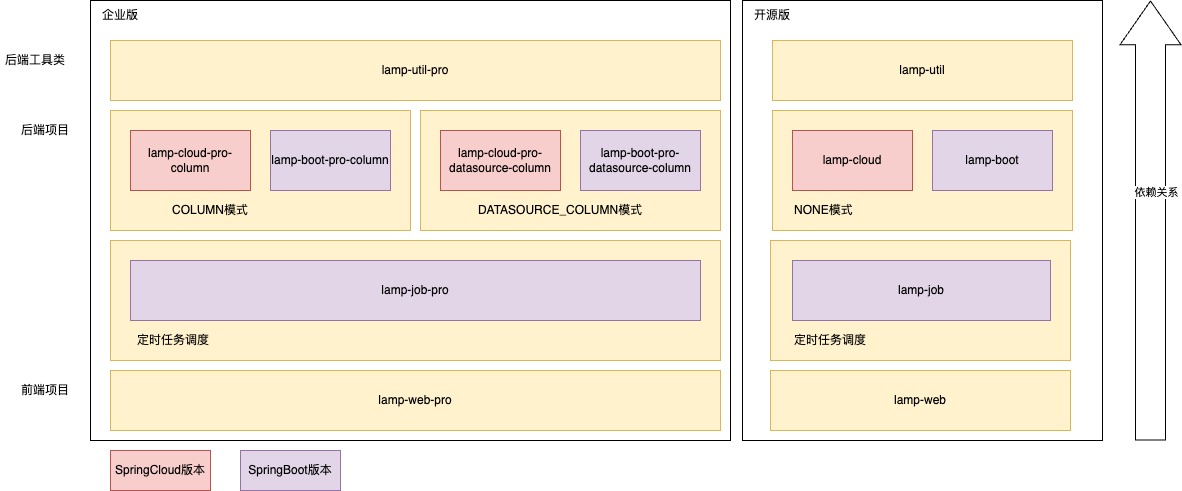 企业版
开源版
后端工具类
lamp-util-pro
lamp-util
后端项目
lamp-cloud-pro-
column
lamp-boot-pro-column
lamp-cloud-pro-
datasource-column
lamp-boot-pro-
datasource-column
lamp-cloud
lamp-boot
依赖关系
COLUMN模式
DATASOURCE_COLUMN模式
NONE模式
lamp-job-pro
lamp-job
定时任务调度
定时任务调度
前端项目
lamp-web-pro
lamp-web
SpringCloud版本
SpringBoot版本